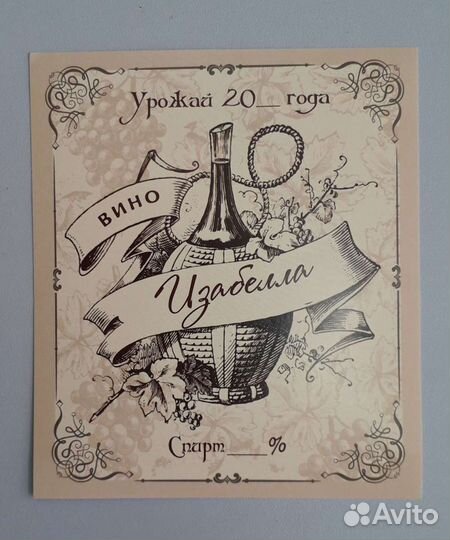 Урожай 20__ года
ВИНО
Изабелла
Спирт____%
Avito